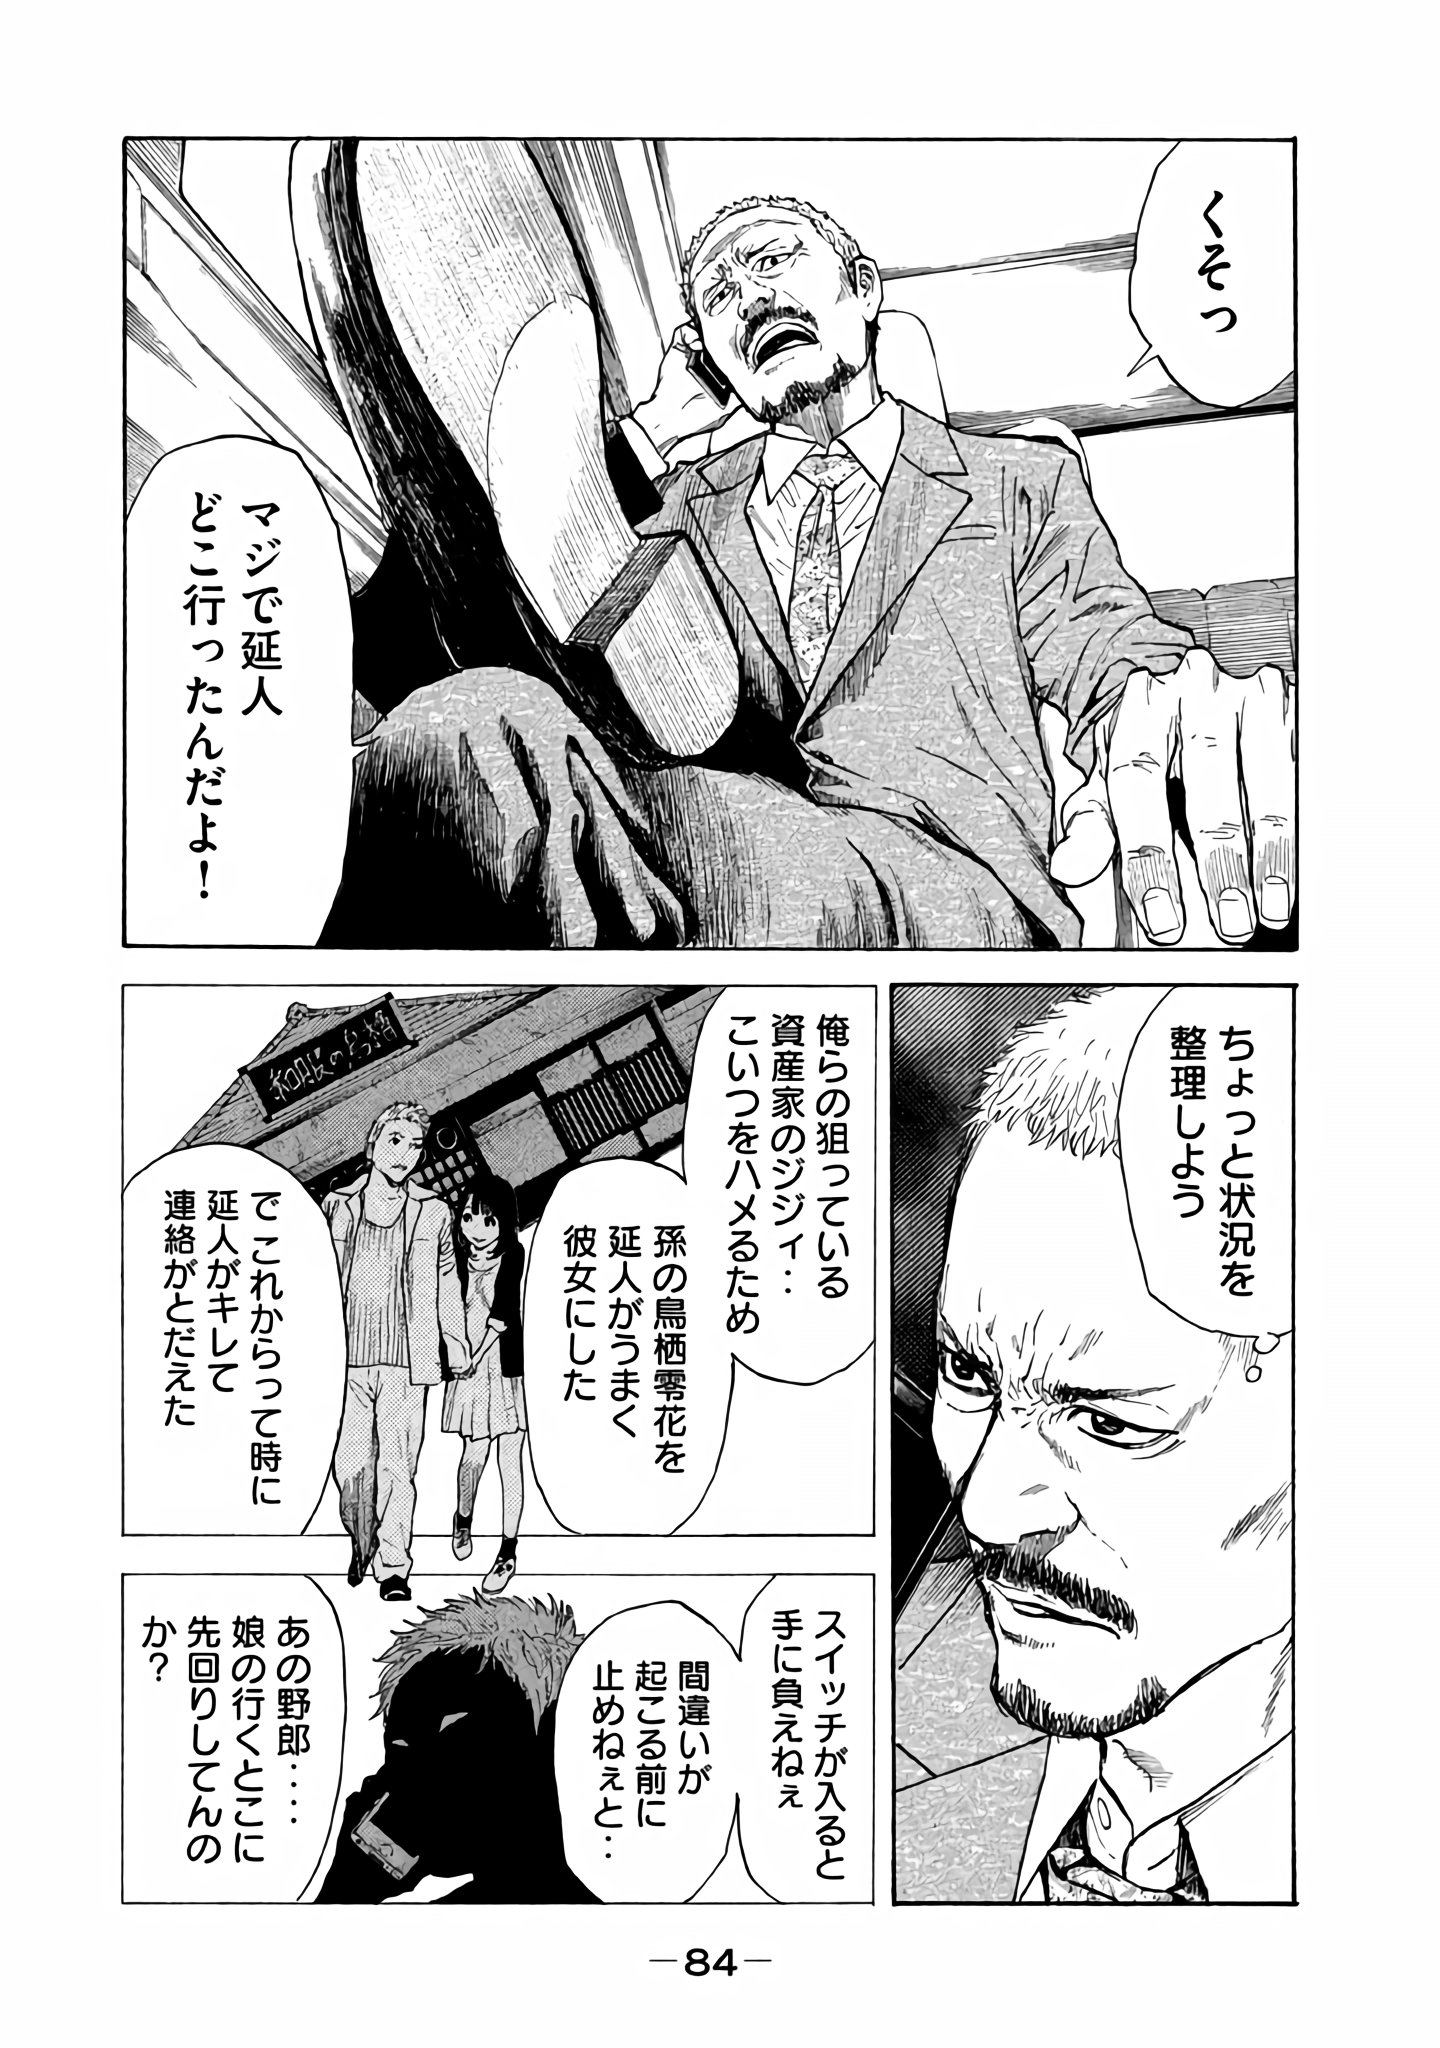 くそっ
マジで延人
どこ行ったんだよ!
ちょっと状況を
整理しよう
俺らの狙っている
資産家のジジィ‥
こいつをハメるため
孫の鳥栖零花を
延人がうまく
彼女にした
和服の鳥栖
でこれからって時に
延人がキレて
連絡がとだえた
スイッチが入ると
手に負えねぇ
間違いが
起こる前に
止めねぇと‥
あの野郎‥‥
娘の行くとこに
先回りしてんの
か?
—84—